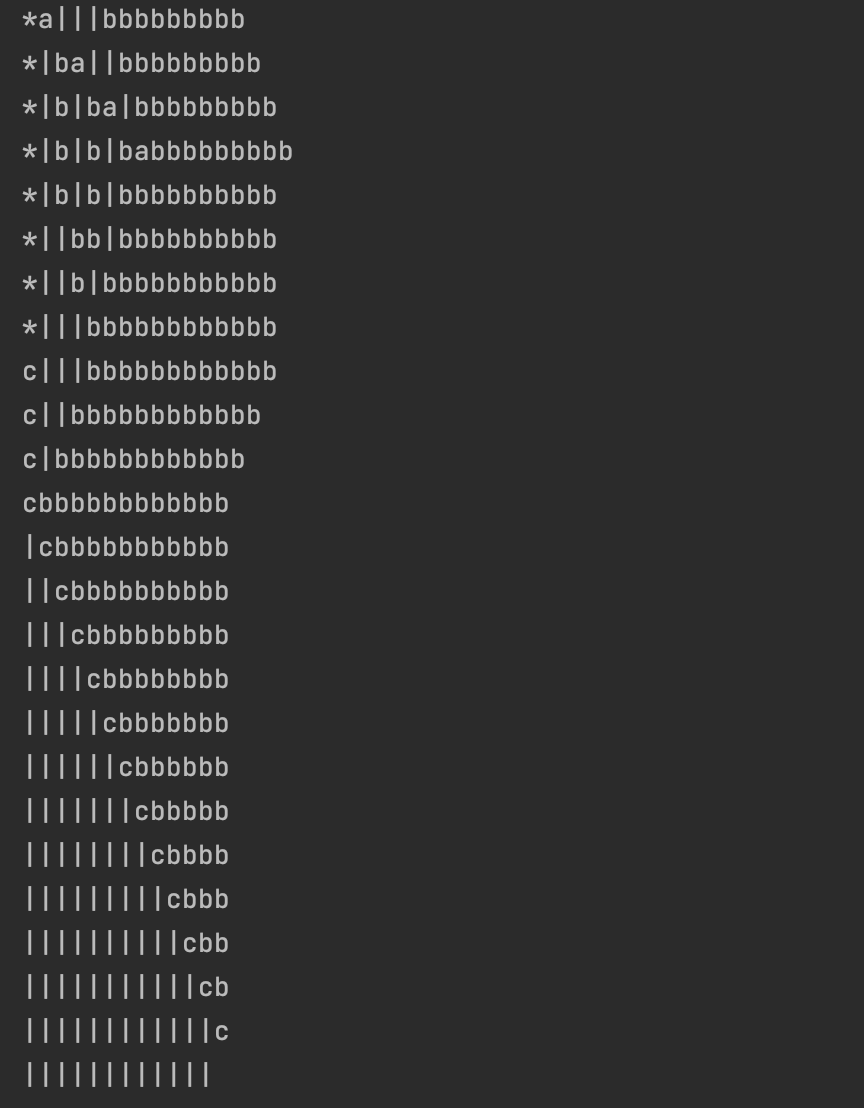 *a|||bbbbbbbbb
*|ba||bbbbbbbbb
*|b|ba|bbbbbbbbb
*|b|b|babbbbbbbbb
*|b|b|bbbbbbbbbb
*||bb|bbbbbbbbbb
*||b|bbbbbbbbbbb
*|||bbbbbbbbbbbb
c|||bbbbbbbbbbbb
c||bbbbbbbbbbbb
c|bbbbbbbbbbbb
cbbbbbbbbbbbb
|cbbbbbbbbbbb
||cbbbbbbbbbb
|||cbbbbbbbbb
||||cbbbbbbbb
|||||cbbbbbbb
||||||cbbbbbb
|||||||cbbbbb
||||||||cbbbb
|||||||||cbbb
||||||||||cbb
|||||||||||cb
||||||||||||c
||||||||||||